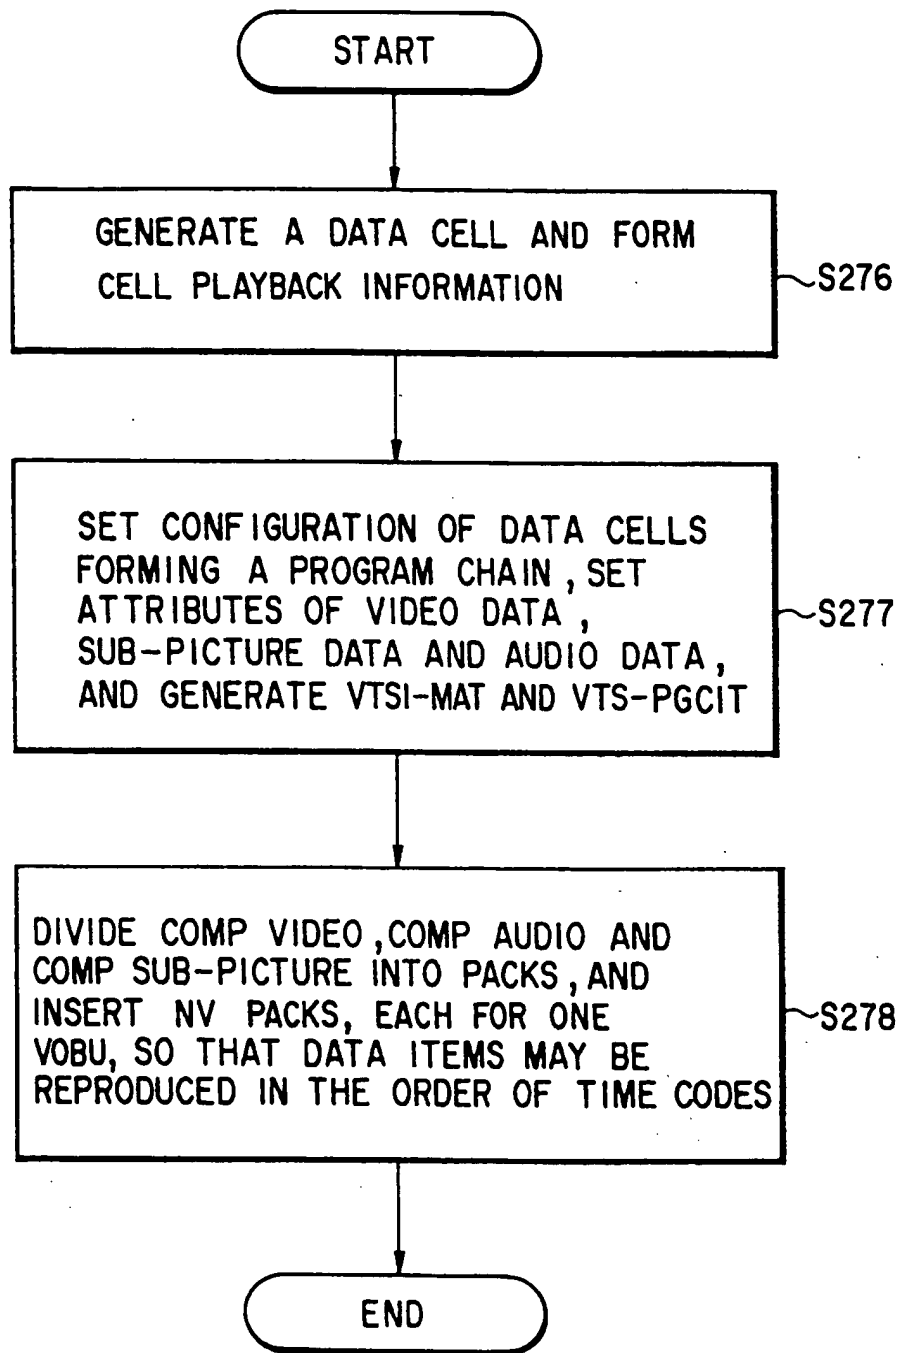 START
GENERATE A DATA CELL AND FORM
CELL PLAYBACK INFORMATION
S276
SET CONFIGURATION OF DATA CELLS
FORMING A PROGRAM CHAIN, SET
ATTRIBUTES OF VIDEO DATA,
SUB-PICTURE DATA AND AUDIO DATA,
AND GENERATE VTSI-MAT AND VTS-PGCIT
S277
DIVIDE COMP VIDEO, COMP AUDIO AND
COMP SUB-PICTURE INTO PACKS, AND
INSERT NV PACKS, EACH FOR ONE
VOBU, SO THAT DATA ITEMS MAY BE
REPRODUCED IN THE ORDER OF TIME CODES
S278
END